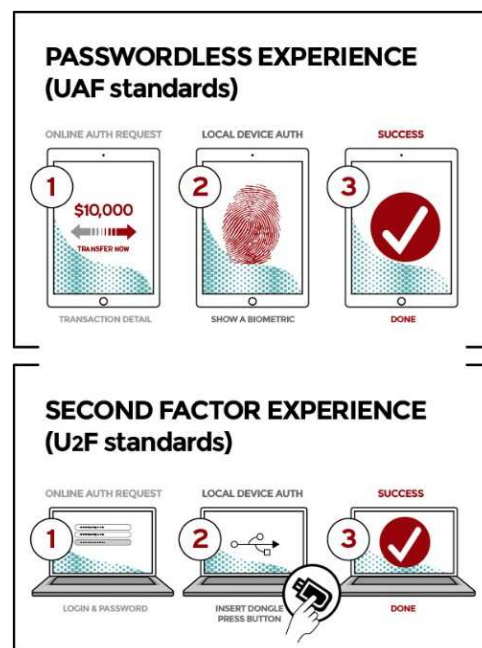 PASSWORDLESS EXPERIENCE
(UAF standards)
ONLINE AUTH REQUEST
LOCAL DEVICE AUTH
SUCCESS
1
2
3
$10,000
TRANSFER NOW
TRANSACTION DETAIL
SHOW A BIOMETRIC
DONE
SECOND FACTOR EXPERIENCE
(U2F standards)
ONLINE AUTH REQUEST
LOCAL DEVICE AUTH
SUCCESS
1
2
3
LOGIN & PASSWORD
INSERT DONGLE
PRESS BUTTON
DONE